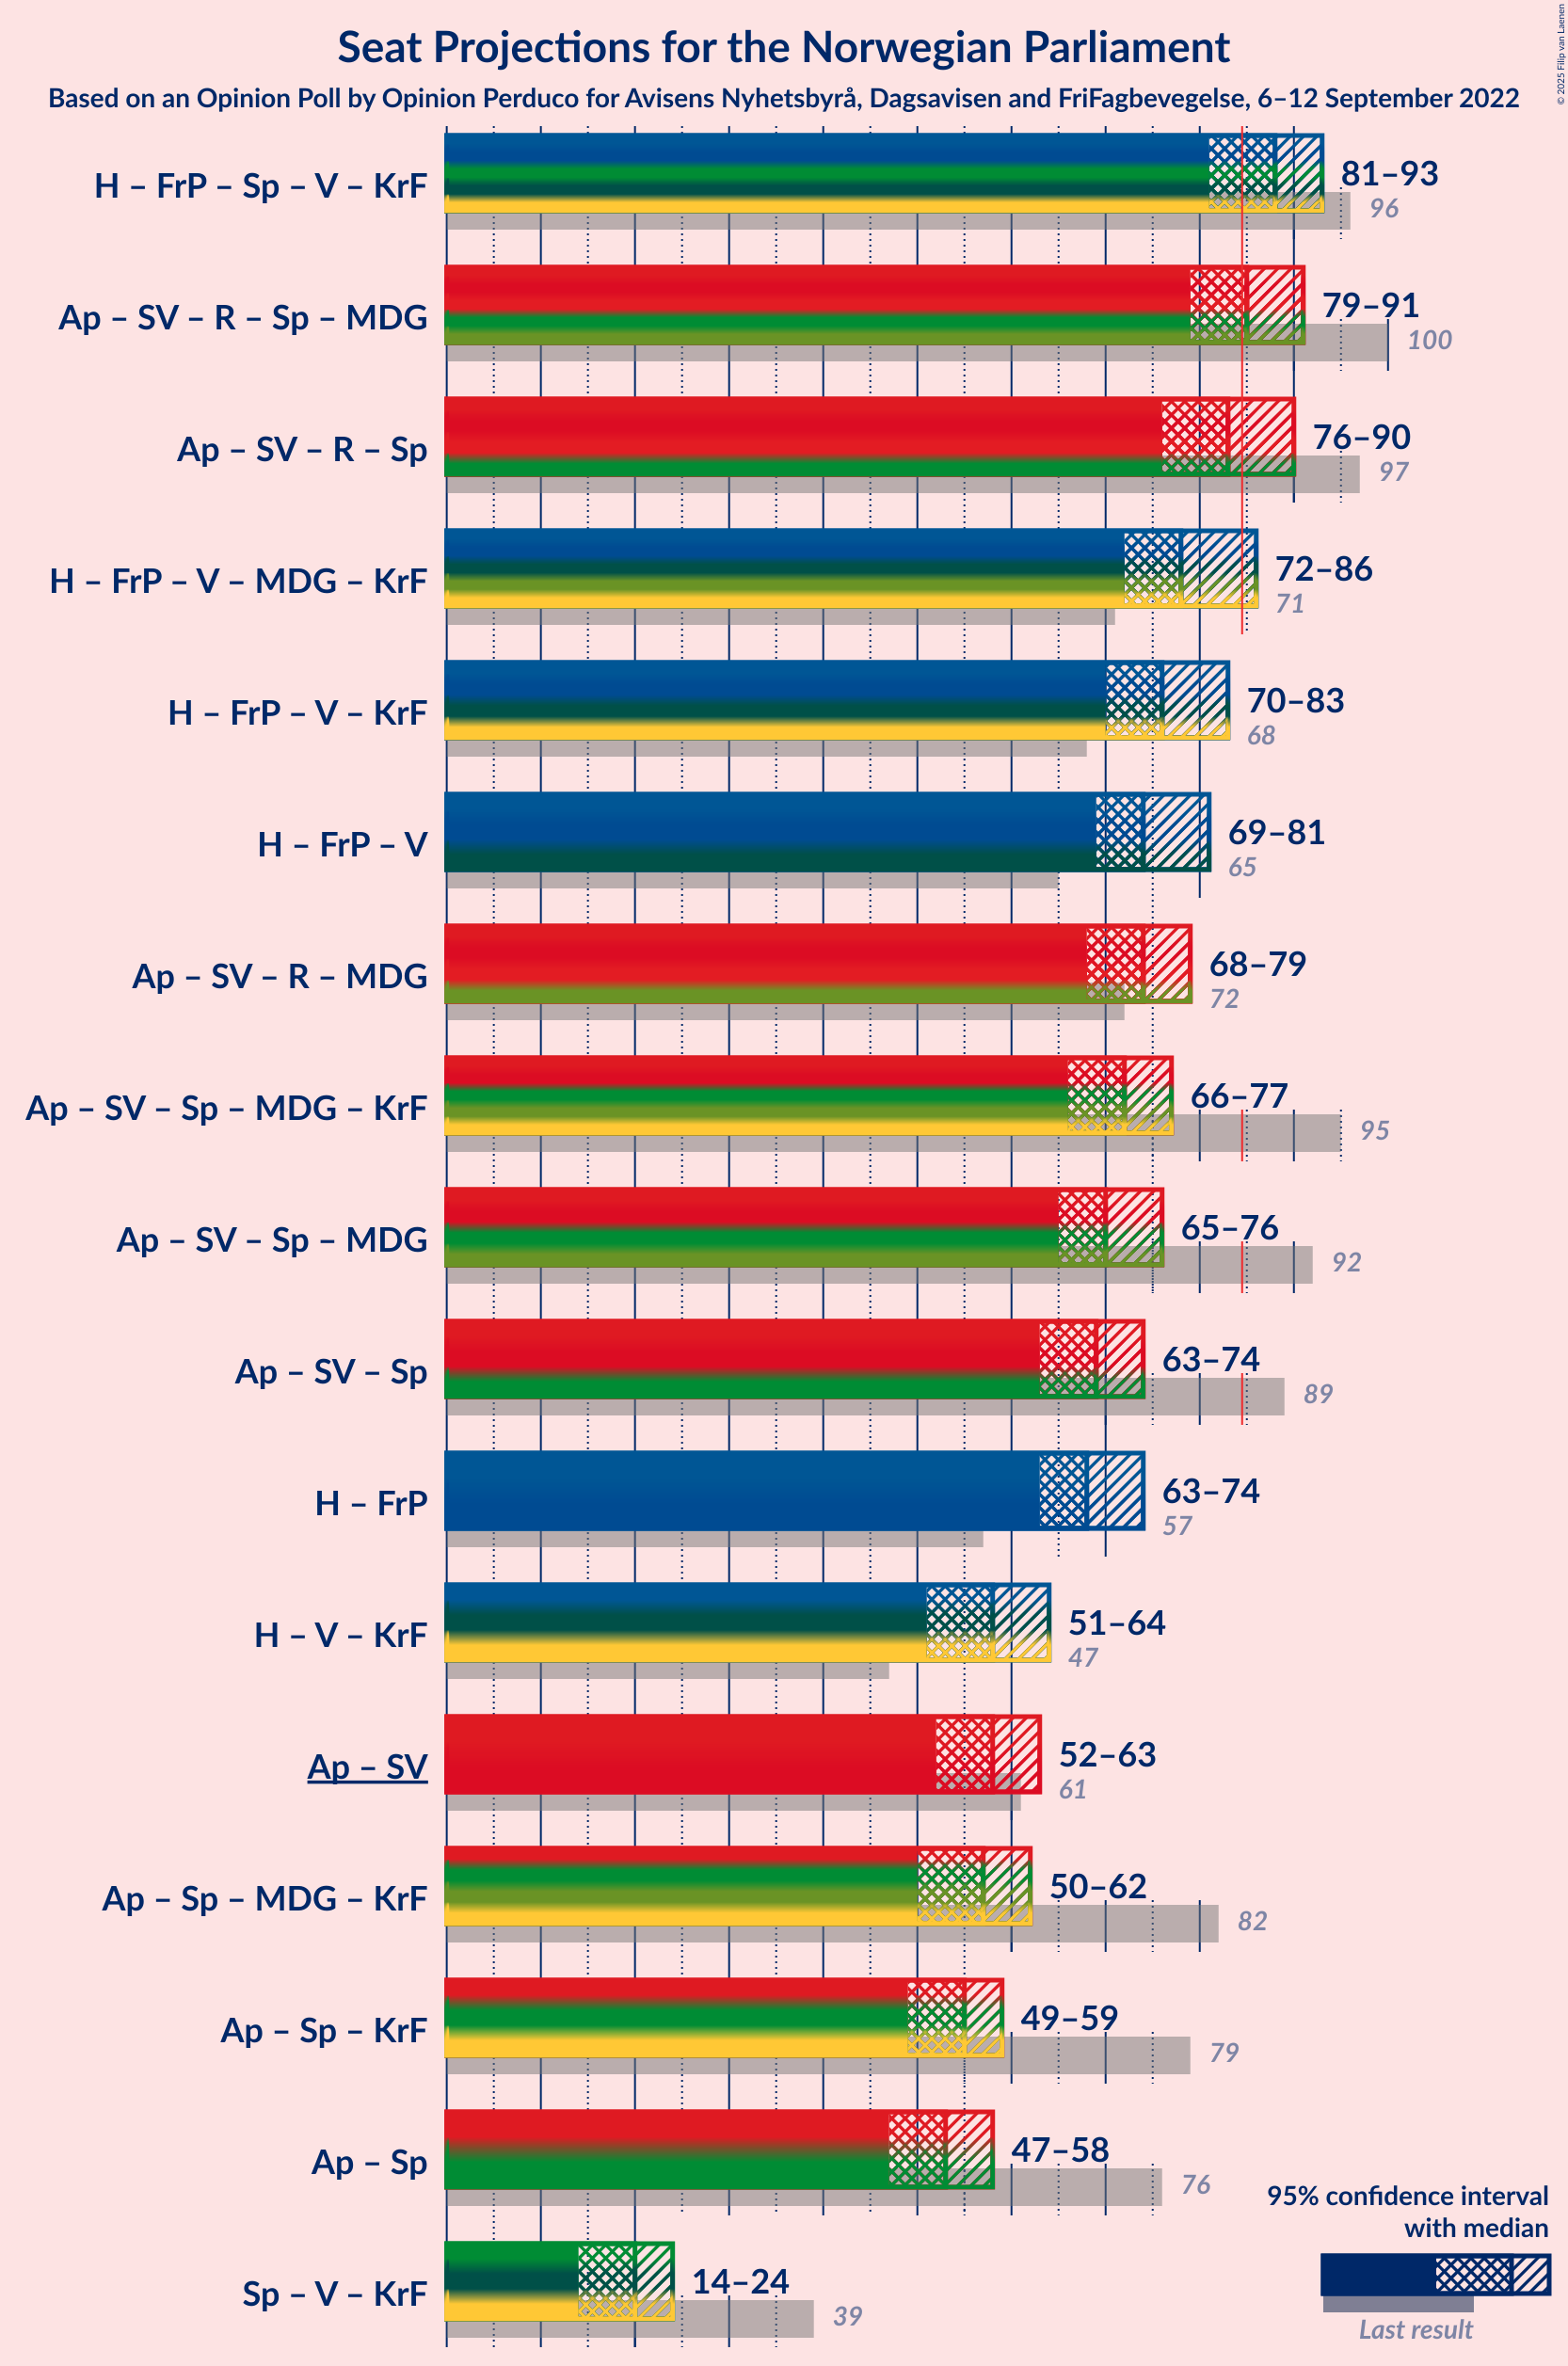 Seat Projections for the Norwegian Parliament
Based on an Opinion Poll by Opinion Perduco for Avisens Nyhetsbyrå, Dagsavisen and FriFagbevegelse, 6–12 September 2022
© 2025 Filip van Laenen
H – FrP – Sp – V – KrF
81–93
96
Ap – SV – R – Sp – MDG
79–91
100
Ap – SV – R – Sp
76–90
97
H – FrP – V – MDG – KrF
72–86
71
H – FrP – V – KrF
70–83
68
H – FrP – V
69–81
65
Ap – SV – R – MDG
68–79
72
Ap – SV – Sp – MDG – KrF
66–77
95
Ap – SV – Sp – MDG
65–76
92
Ap – SV – Sp
63–74
89
H – FrP
63–74
57
H – V – KrF
51–64
47
Ap – SV
52–63
61
Ap – Sp – MDG – KrF
50–62
82
Ap – Sp – KrF
49–59
79
Ap – Sp
47–58
76
Sp – V – KrF
14–24
39
95% confidence interval
with median
Last result